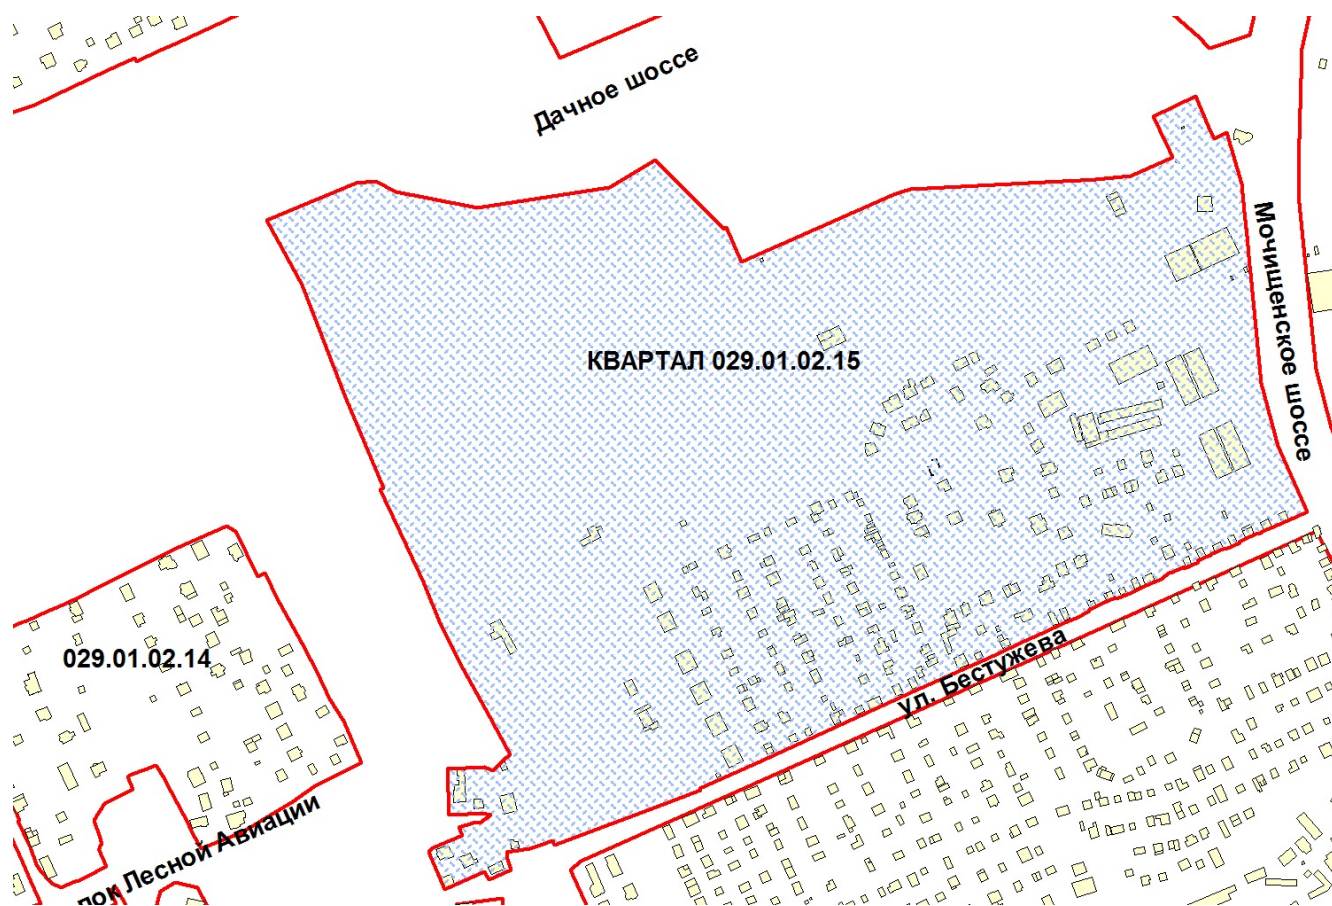 Дачное шоссе
Мочищенское шоссе
КВАРТАЛ 029.01.02.15
029.01.02.14
ул. Бестужева
Лесной Авиации